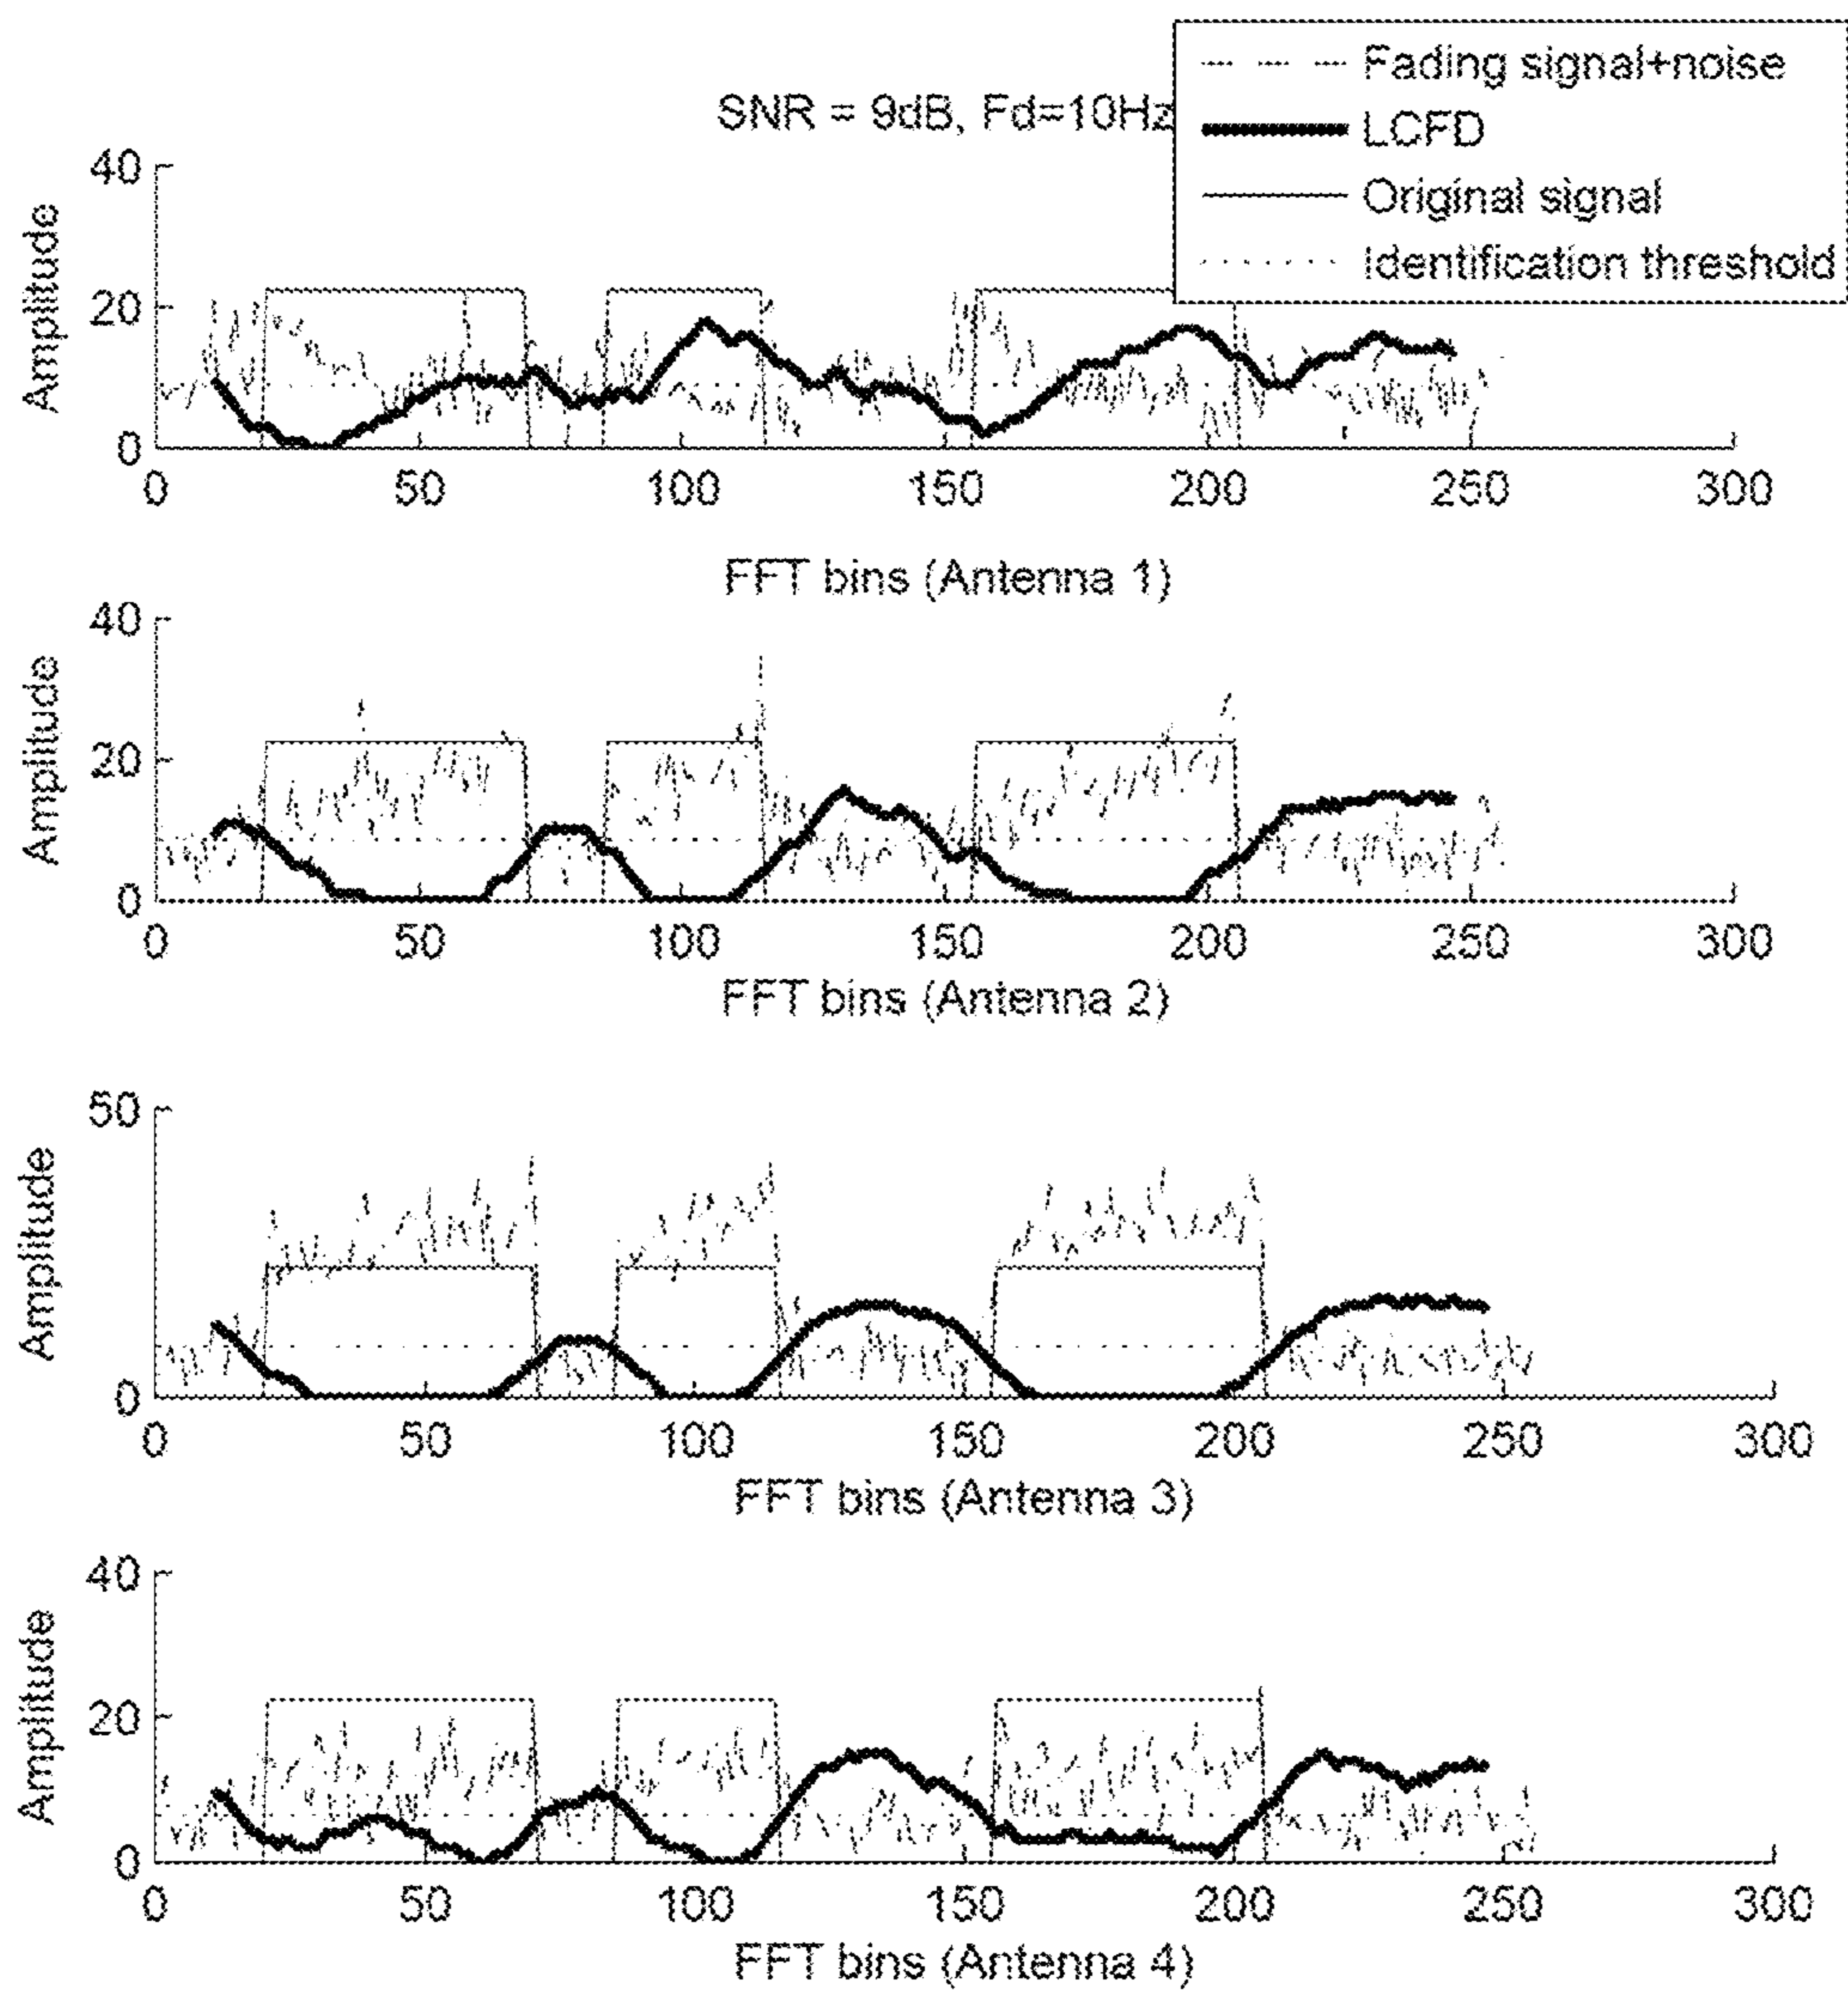 SNR = 9dB, Fd=10Hz
Fading signal+noise
LCFD
Original signal
Identification threshold
Amplitude
40
20
0
0 50 100 150 200 250 300
FFT bins (Antenna 1)
Amplitude
40
20
0
0 50 100 150 200 250 300
FFT bins (Antenna 2)
Amplitude
50
0
0 50 100 150 200 250 300
FFT bins (Antenna 3)
Amplitude
40
20
0
0 50 100 150 200 250 300
FFT bins (Antenna 4)